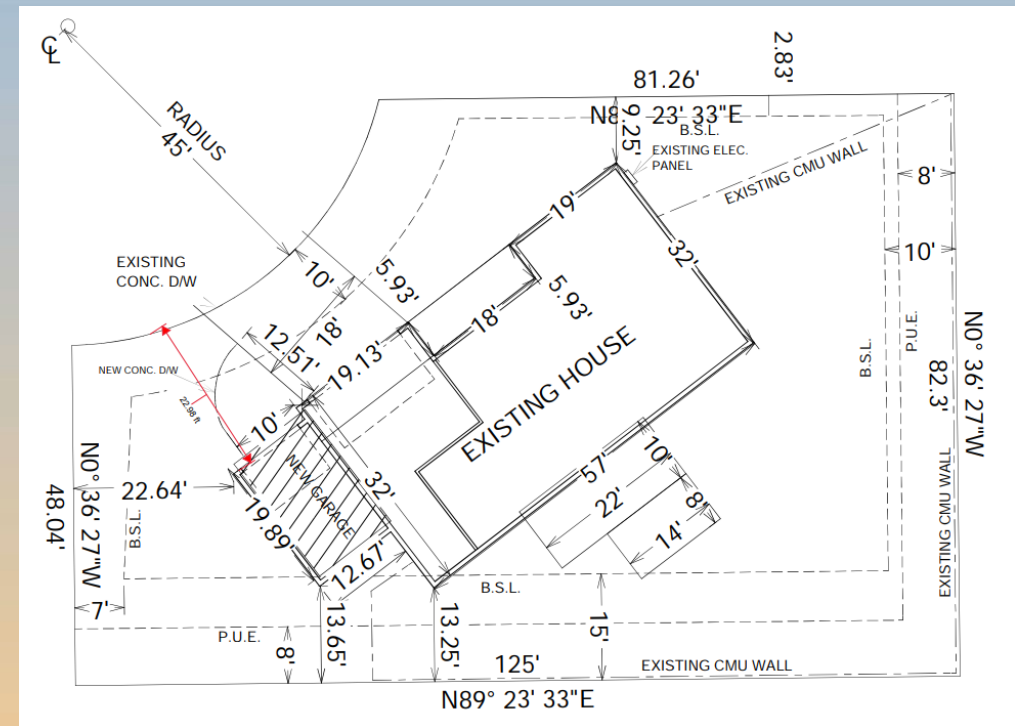 ℄
RADIUS
45'
81.26'
2.83'
23' 33"E
9.25'
B.S.L.
EXISTING ELEC.
PANEL
EXISTING CMU WALL
8'
10'
19'
32'
EXISTING
CONC. D/W
10'
5.93'
18'
5.93'
18'
12.51'
19.13'
NEW CONC. D/W
22.98 ft
EXISTING HOUSE
B.S.L.
P.U.E.
N0° 36' 27"W
82.3'
10'
NEW GARAGE
32'
57'
10'
22'
8'
14'
48.04'
N0° 36' 27"W
22.64'
B.S.L.
19.89'
12.67'
EXISTING CMU WALL
B.S.L.
7'
P.U.E.
8'
13.65'
13.25'
15'
125'
EXISTING CMU WALL
N89° 23' 33"E